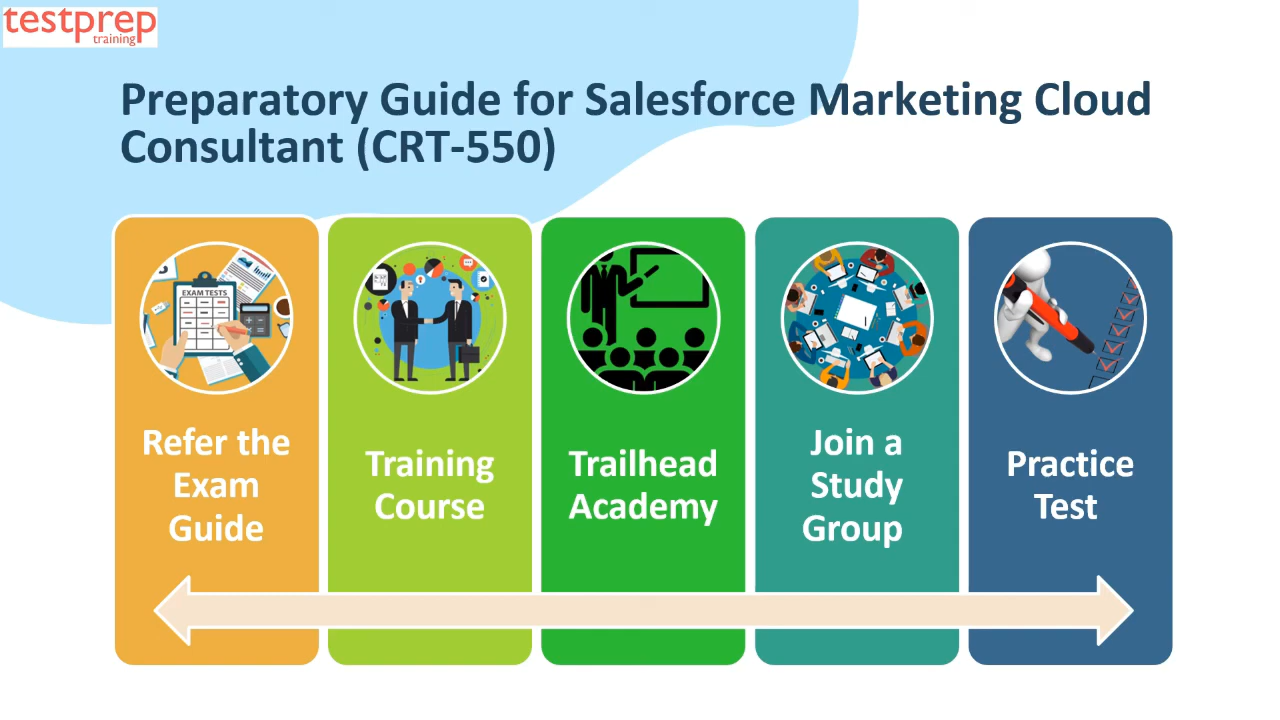 testprep
training
Preparatory Guide for Salesforce Marketing Cloud
Consultant (CRT-550)
EXAM TESTS
Refer the
Exam
Guide
Training
Course
Trailhead
Academy
Join a
Study
Group
Practice
Test